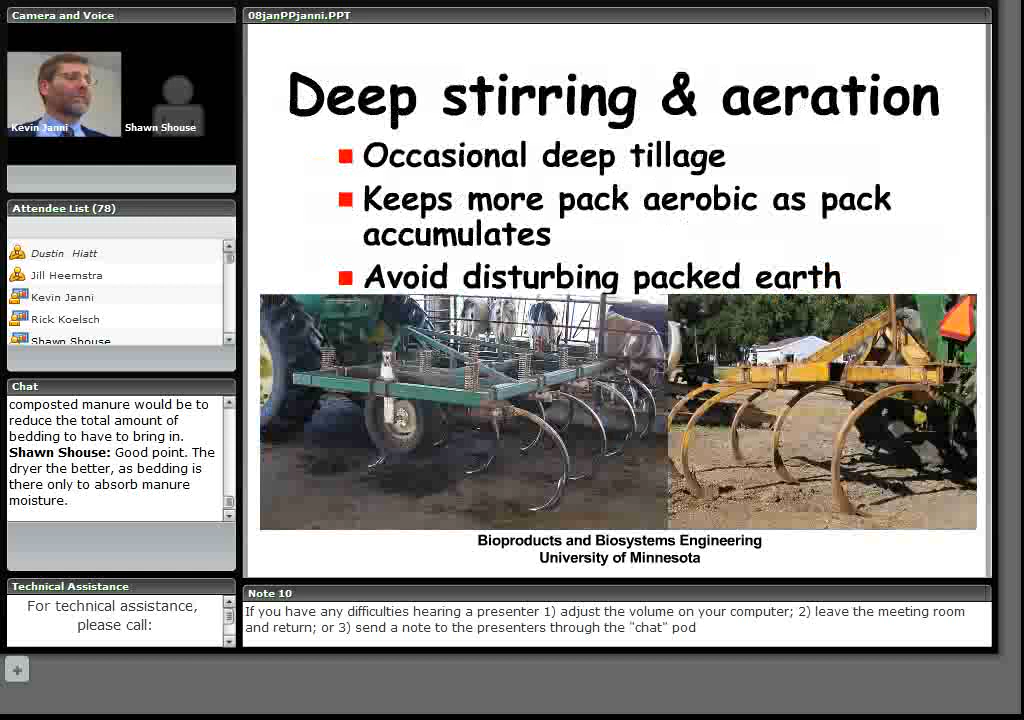 Camera and Voice
Kevin Janni
Shawn Shouse
Attendee List (78)
Dustin Hiatt
Jill Heemstra
Kevin Janni
Rick Koelsch
Shawn Shouse
Chat
composted manure would be to
reduce the total amount of
bedding to have to bring in.
Shawn Shouse: Good point. The
dryer the better, as bedding is
there only to absorb manure
moisture.
Technical Assistance
For technical assistance,
please call:
08janPPjanni.PPT
Deep stirring & aeration
Occasional deep tillage
Keeps more pack aerobic as pack
accumulates
Avoid disturbing packed earth
Bioproducts and Biosystems Engineering
University of Minnesota
Note 10
If you have any difficulties hearing a presenter 1) adjust the volume on your computer; 2) leave the meeting room
and return; or 3) send a note to the presenters through the "chat" pod